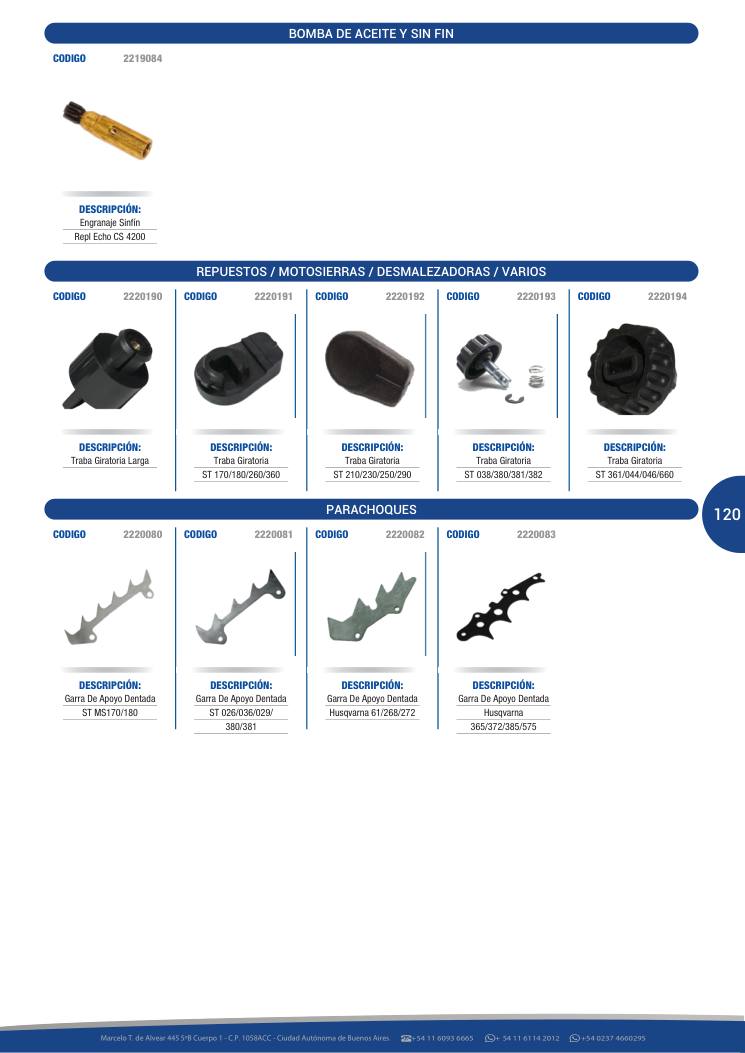 BOMBA DE ACEITE Y SIN FIN
CODIGO 2219084
DESCRIPCIÓN:
Engranaje Sinfín
Repl Echo CS 4200
REPUESTOS / MOTOSIERRAS / DESMALEZADORAS / VARIOS
CODIGO 2220190
DESCRIPCIÓN:
Traba Giratoria Larga
CODIGO 2220191
DESCRIPCIÓN:
Traba Giratoria
ST 170/180/260/360
CODIGO 2220192
DESCRIPCIÓN:
Traba Giratoria
ST 210/230/250/290
CODIGO 2220193
DESCRIPCIÓN:
Traba Giratoria
ST 038/380/381/382
CODIGO 2220194
DESCRIPCIÓN:
Traba Giratoria
ST 361/044/046/660
PARACHOQUES
120
CODIGO 2220080
DESCRIPCIÓN:
Garra De Apoyo Dentada
ST MS170/180
CODIGO 2220081
DESCRIPCIÓN:
Garra De Apoyo Dentada
ST 026/036/029/
380/381
CODIGO 2220082
DESCRIPCIÓN:
Garra De Apoyo Dentada
Husqvarna 61/268/272
CODIGO 2220083
DESCRIPCIÓN:
Garra De Apoyo Dentada
Husqvarna
365/372/385/575
Marcelo T. de Alvear 445 5ºB Cuerpo 1 - C.P. 1058ACC - Ciudad Autónoma de Buenos Aires. +54 11 6093 6665 + 54 11 6114 2012 +54 0237 4660295